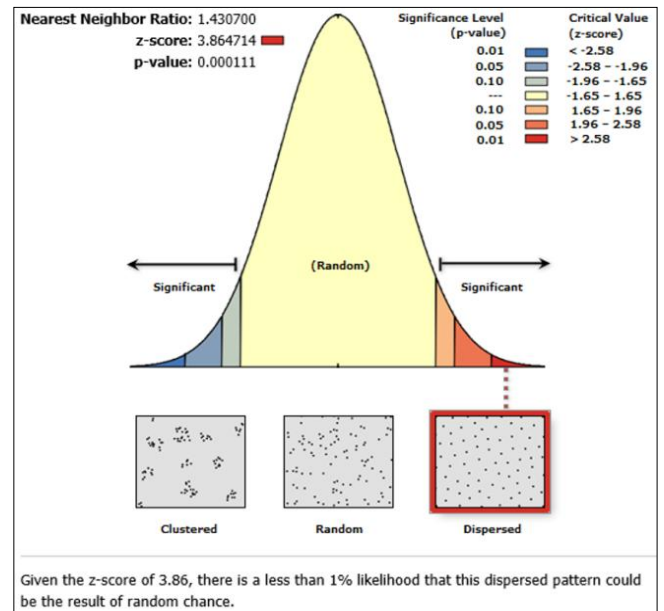 Nearest Neighbor Ratio: 1.430700
z-score: 3.864714
p-value: 0.000111
Significance Level
(p-value)
Critical Value
(z-score)
0.01 < -2.58
0.05 -2.58 – -1.96
0.10 -1.96 – -1.65
--- -1.65 – 1.65
0.10 1.65 – 1.96
0.05 1.96 – 2.58
0.01 > 2.58
(Random)
Significant Significant
Clustered Random Dispersed
Given the z-score of 3.86, there is a less than 1% likelihood that this dispersed pattern could
be the result of random chance.